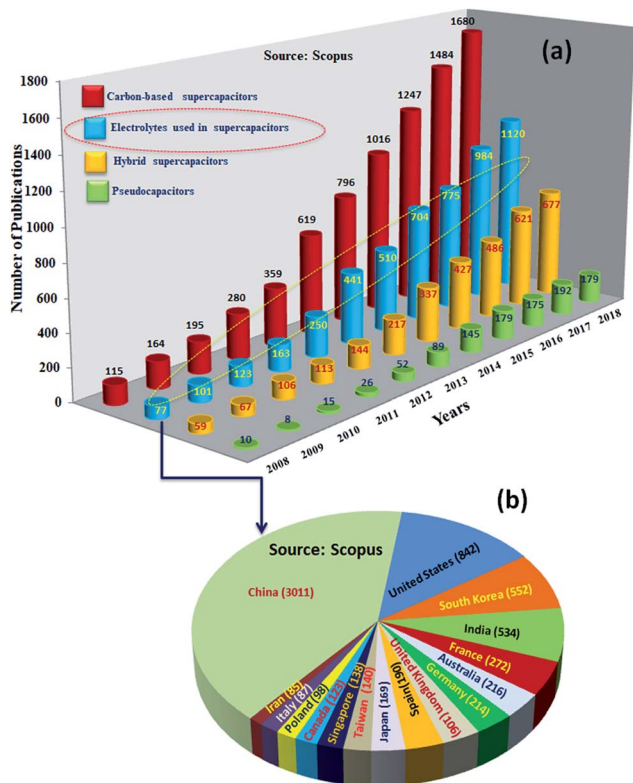 (a)
Source: Scopus
Carbon-based supercapacitors
Electrolytes used in supercapacitors
Hybrid supercapacitors
Pseudocapacitors
Number of Publications
1800
1600
1400
1200
1000
800
600
400
200
0
115
164
195
280
359
619
796
1016
1247
1484
1680
77
101
123
163
250
441
510
704
775
984
1120
59
67
106
113
144
217
337
427
486
621
677
10
8
15
26
52
89
145
179
175
192
179
2008
2009
2010
2011
2012
2013
2014
2015
2016
2017
2018
Years
(b)
Source: Scopus
China (3011)
United States (842)
South Korea (552)
India (534)
France (272)
Australia (216)
Germany (214)
United Kingdom (106)
Spain(190)
Japan (169)
Taiwan (140)
Singapore (138)
Canada (123)
Poland (98)
Italy (87)
Iran (85)